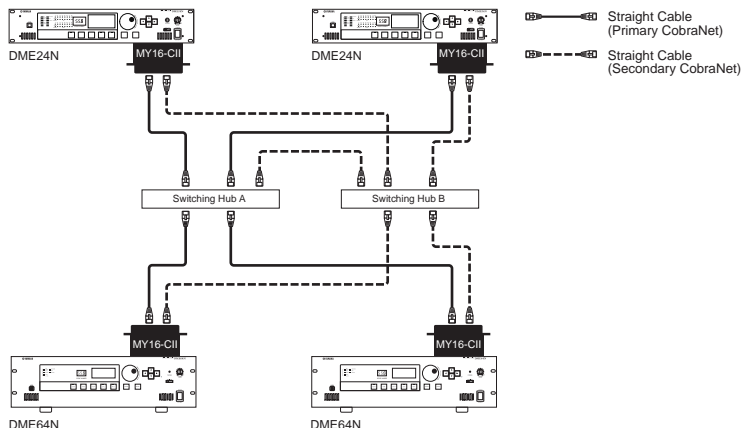 Straight Cable
(Primary CobraNet)
Straight Cable
(Secondary CobraNet)
DME24N
MY16-CII
DME24N
MY16-CII
Switching Hub A
Switching Hub B
MY16-CII
MY16-CII
DME64N
DME64N